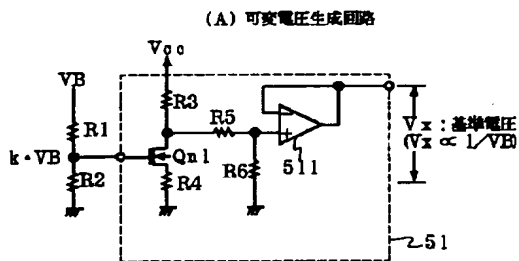 (A) 可変電圧生成回路
Vcc
VB
R3
R1
R5
k・VB
Qn1
R2
R4
R6
511
Vx：基準電圧
(Vx ∝ 1／VB)
51